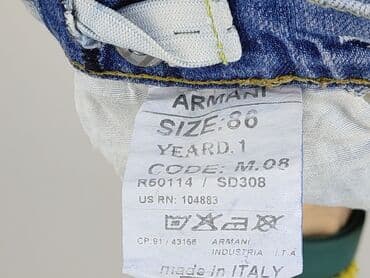 ARMANI
SIZE:86
YEARD.1
CODE: M.08
R50114 / SD308
US RN: 104883
CP:91 / 43166 ARMANI
INDUSTRIA I.T.A
made in ITALY